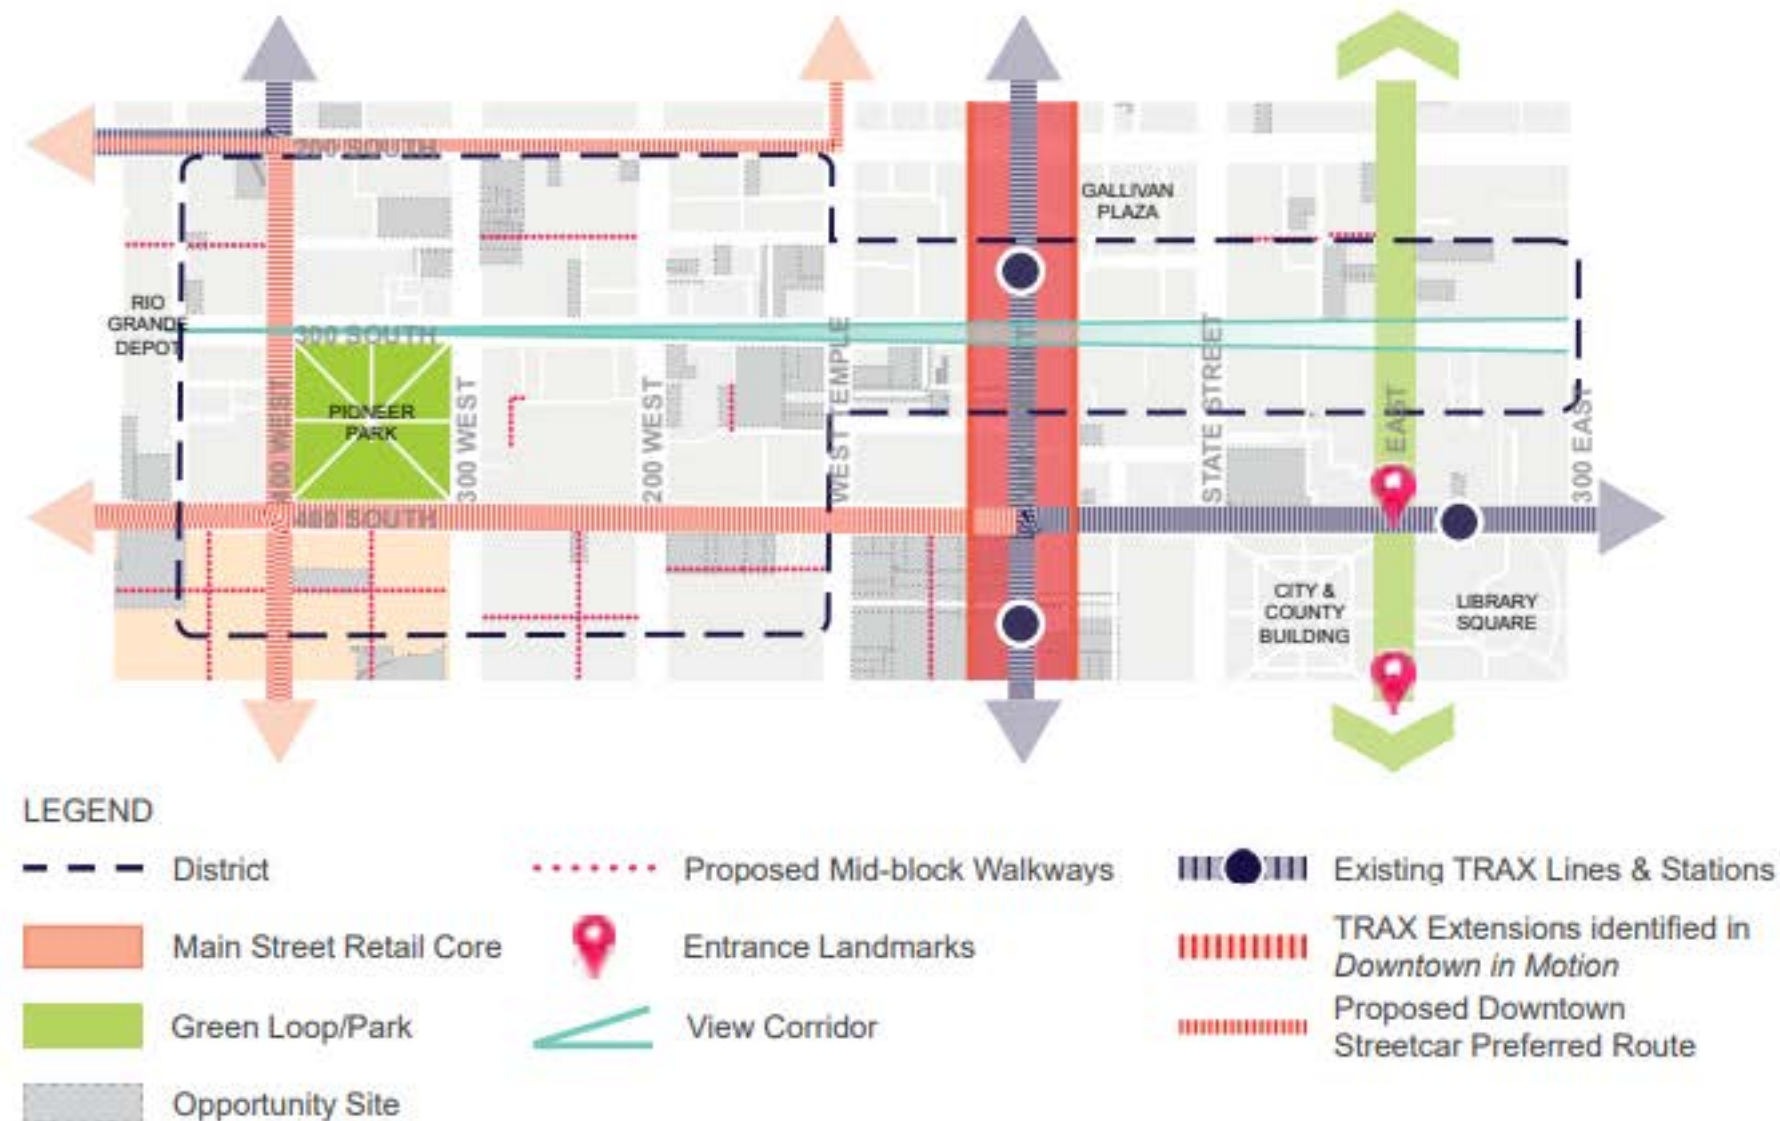 200 SOUTH
GALLIVAN
PLAZA
RIO
GRANDE
DEPOT
300 SOUTH
PIONEER
PARK
400 WEST
300 WEST
200 WEST
WEST TEMPLE
STATE STREET
EAST
300 EAST
400 SOUTH
CITY &
COUNTY
BUILDING
LIBRARY
SQUARE
LEGEND
District
Main Street Retail Core
Green Loop/Park
Opportunity Site
Proposed Mid-block Walkways
Entrance Landmarks
View Corridor
Existing TRAX Lines & Stations
TRAX Extensions identified in
Downtown in Motion
Proposed Downtown
Streetcar Preferred Route